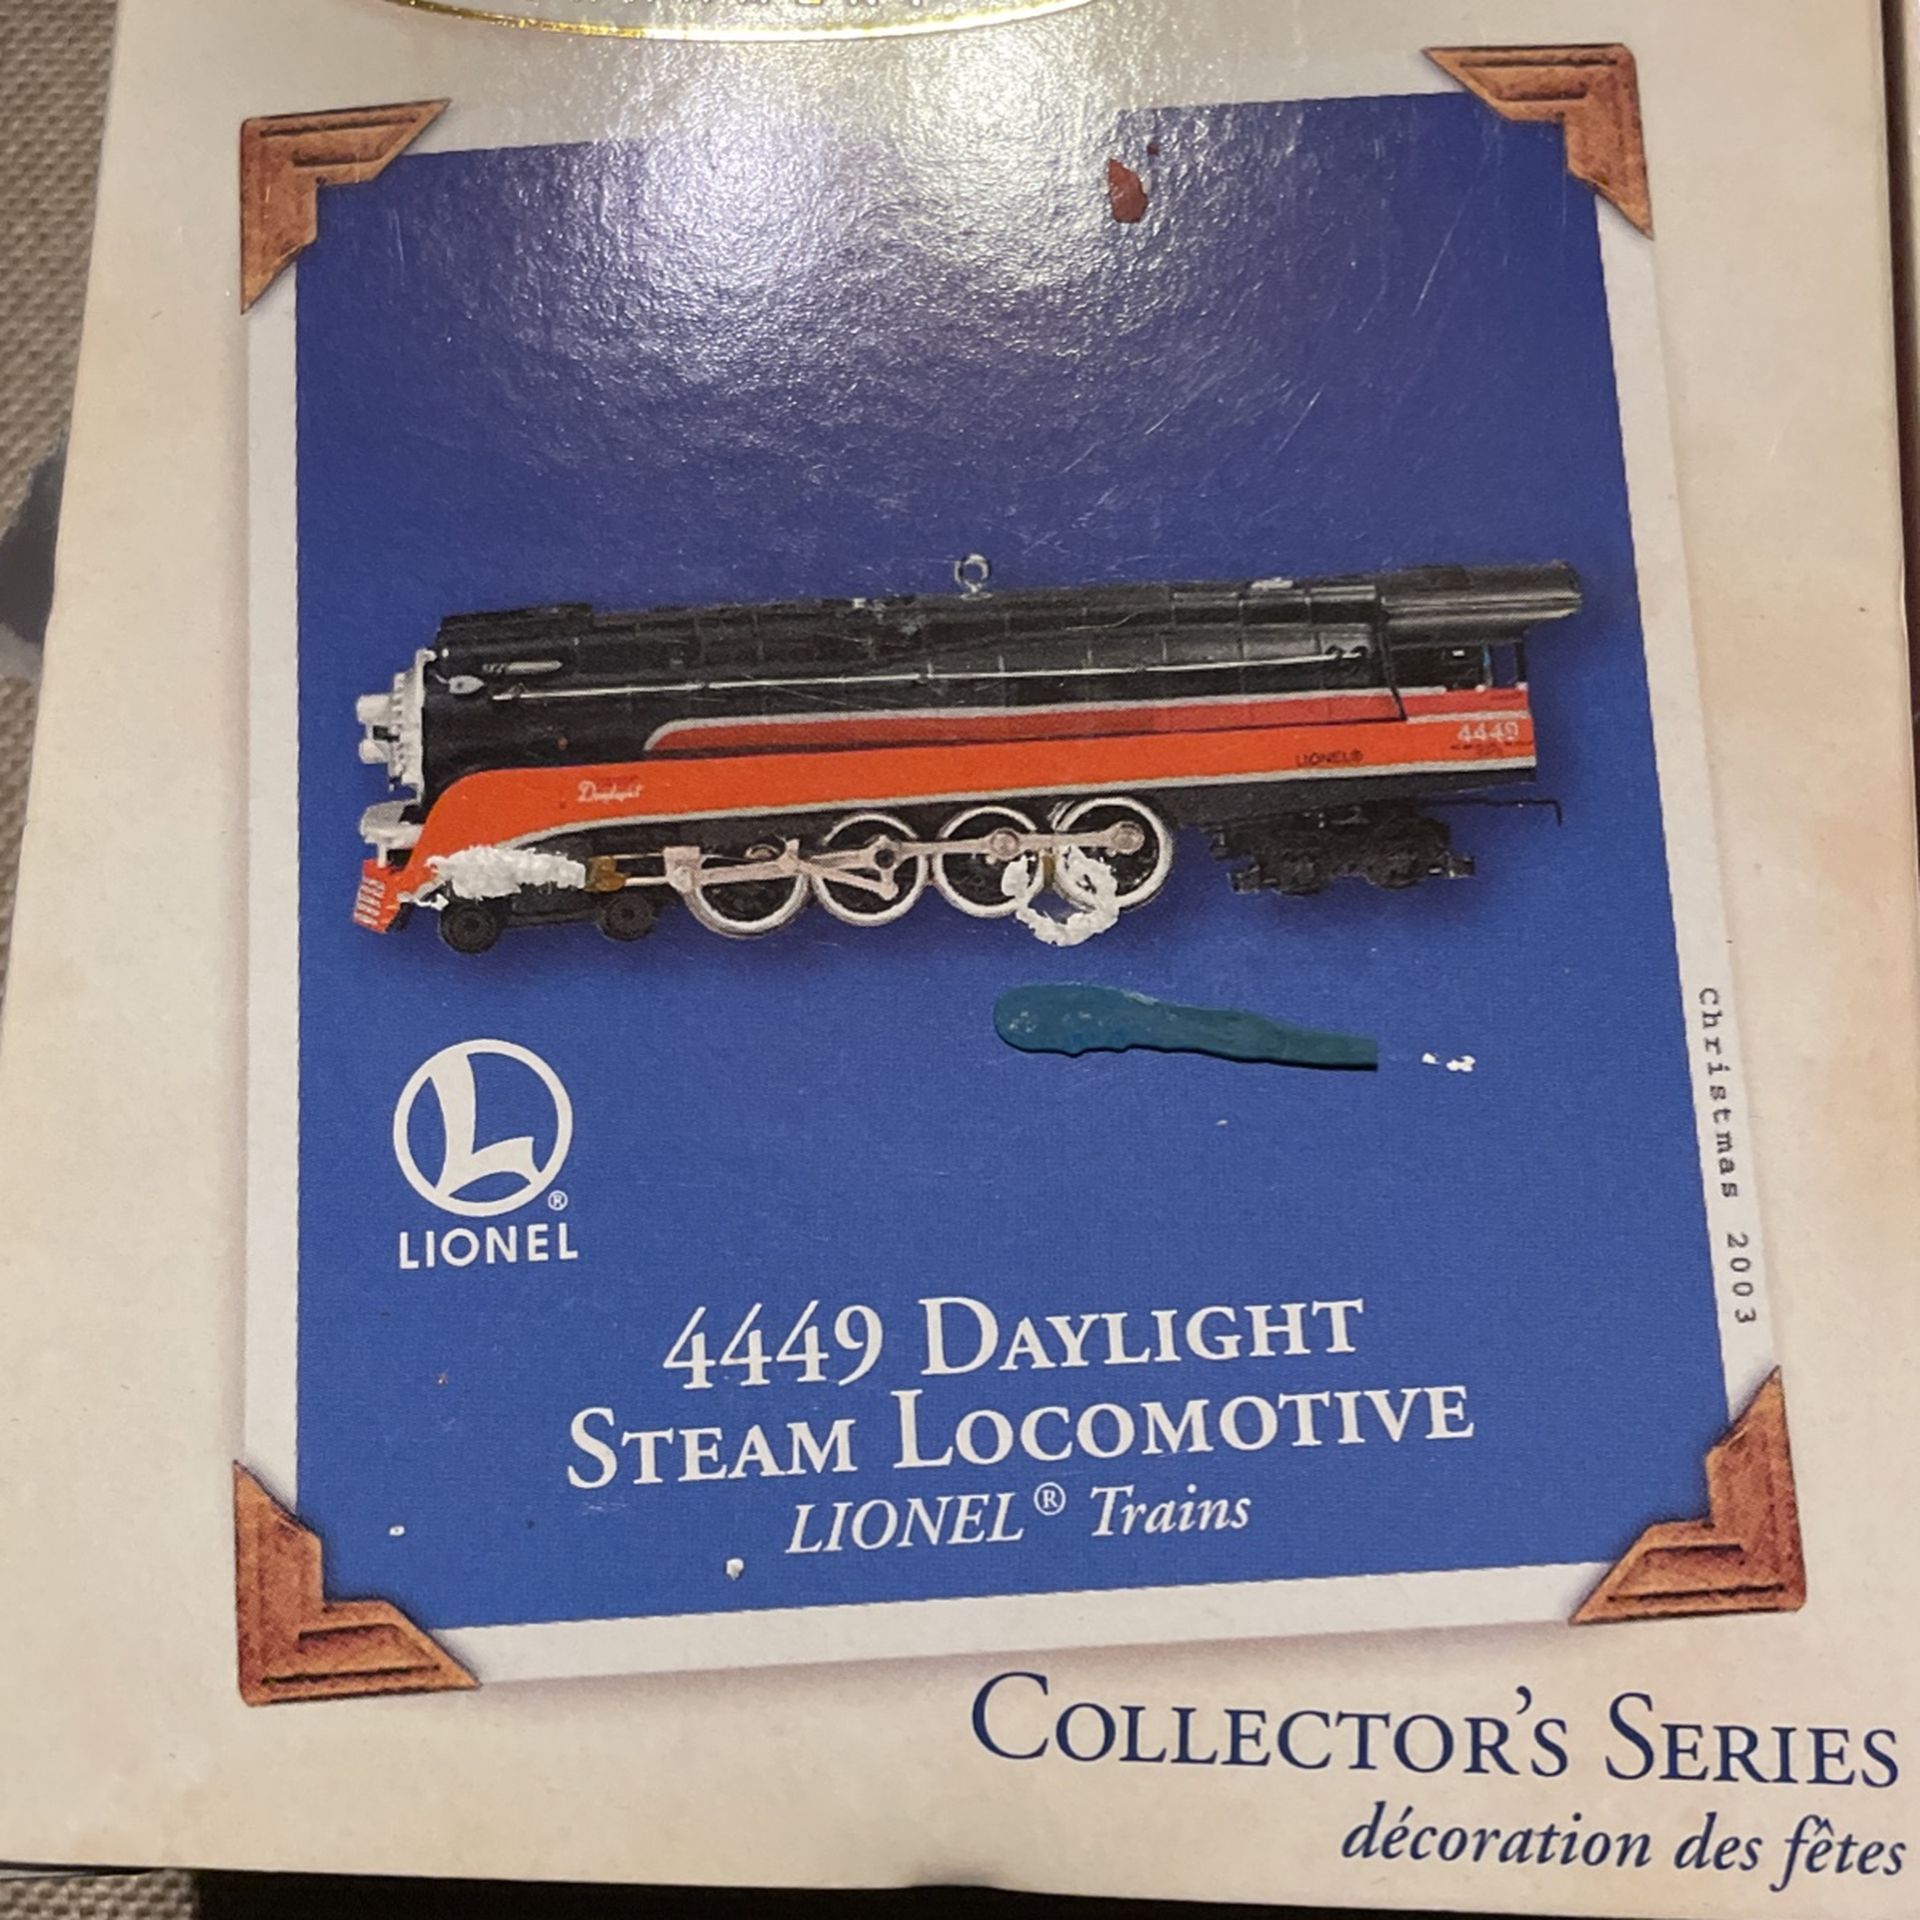 Daylight
LIONEL®
4449
LIONEL
4449 DAYLIGHT
STEAM LOCOMOTIVE
LIONEL® Trains
Christmas 2003
COLLECTOR'S SERIES
décoration des fêtes